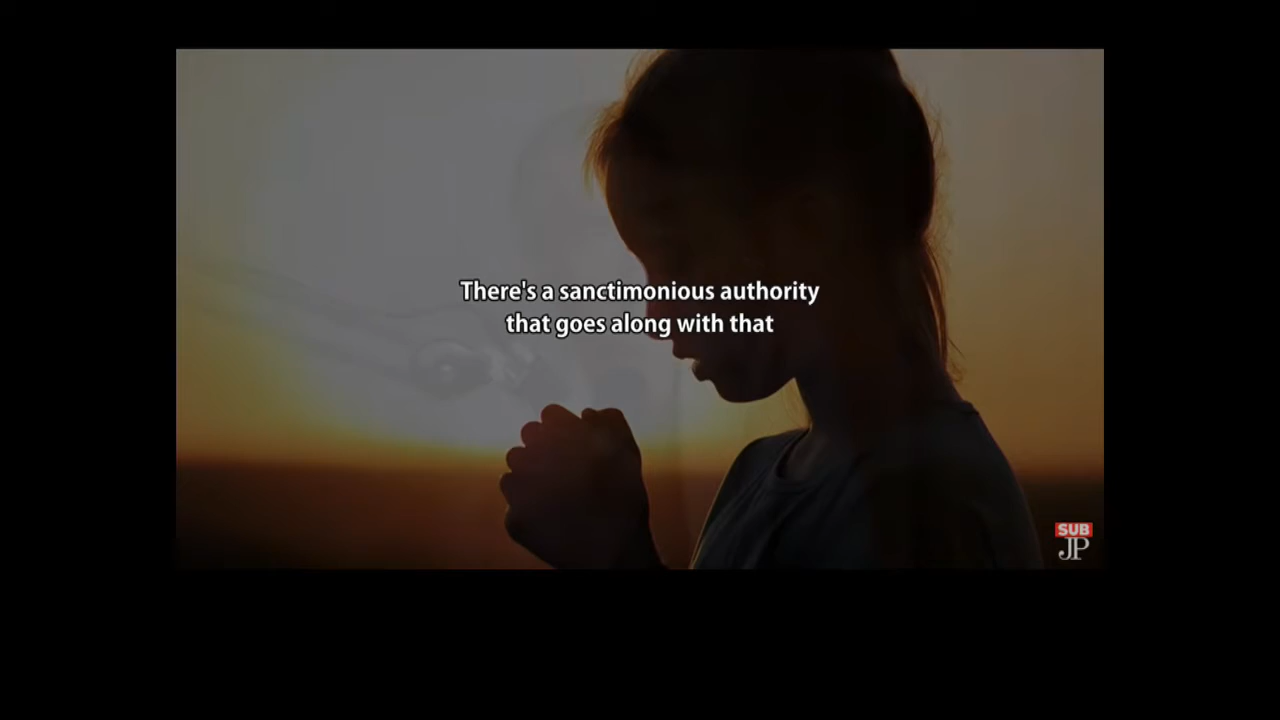 There's a sanctimonious authority
that goes along with that
SUB
JP